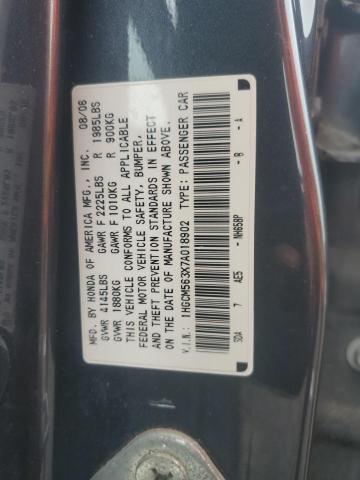 MFD. BY HONDA OF AMERICA MFG., INC. 08/06
GVWR 4145LBS GAWR F 2225LBS R 1985LBS
GVWR 1880KG GAWR F 1010KG R 900KG
THIS VEHICLE CONFORMS TO ALL APPLICABLE
FEDERAL MOTOR VEHICLE SAFETY, BUMPER,
AND THEFT PREVENTION STANDARDS IN EFFECT
ON THE DATE OF MANUFACTURE SHOWN ABOVE.
V.I.N.: 1HGCM563X7A018902 TYPE: PASSENGER CAR
SDA 7 AE5 - NH658P - B - A